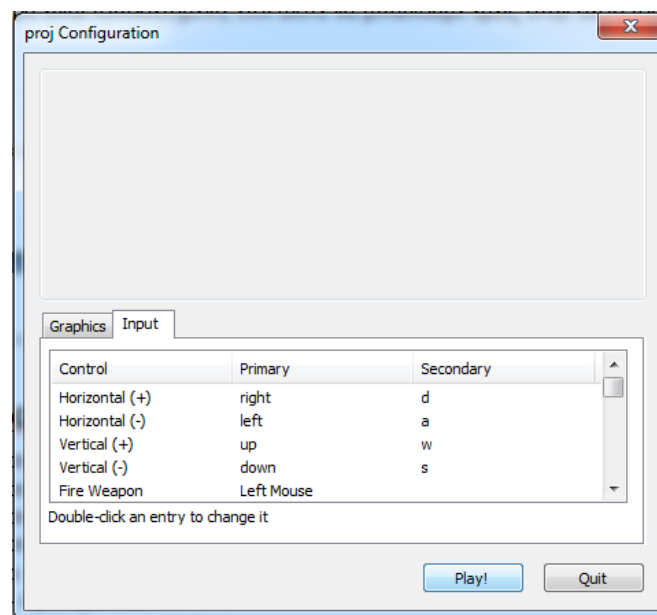 proj Configuration
Graphics Input
Control Primary Secondary
Horizontal (+) right d
Horizontal (-) left a
Vertical (+) up w
Vertical (-) down s
Fire Weapon Left Mouse
Double-click an entry to change it
Play! Quit